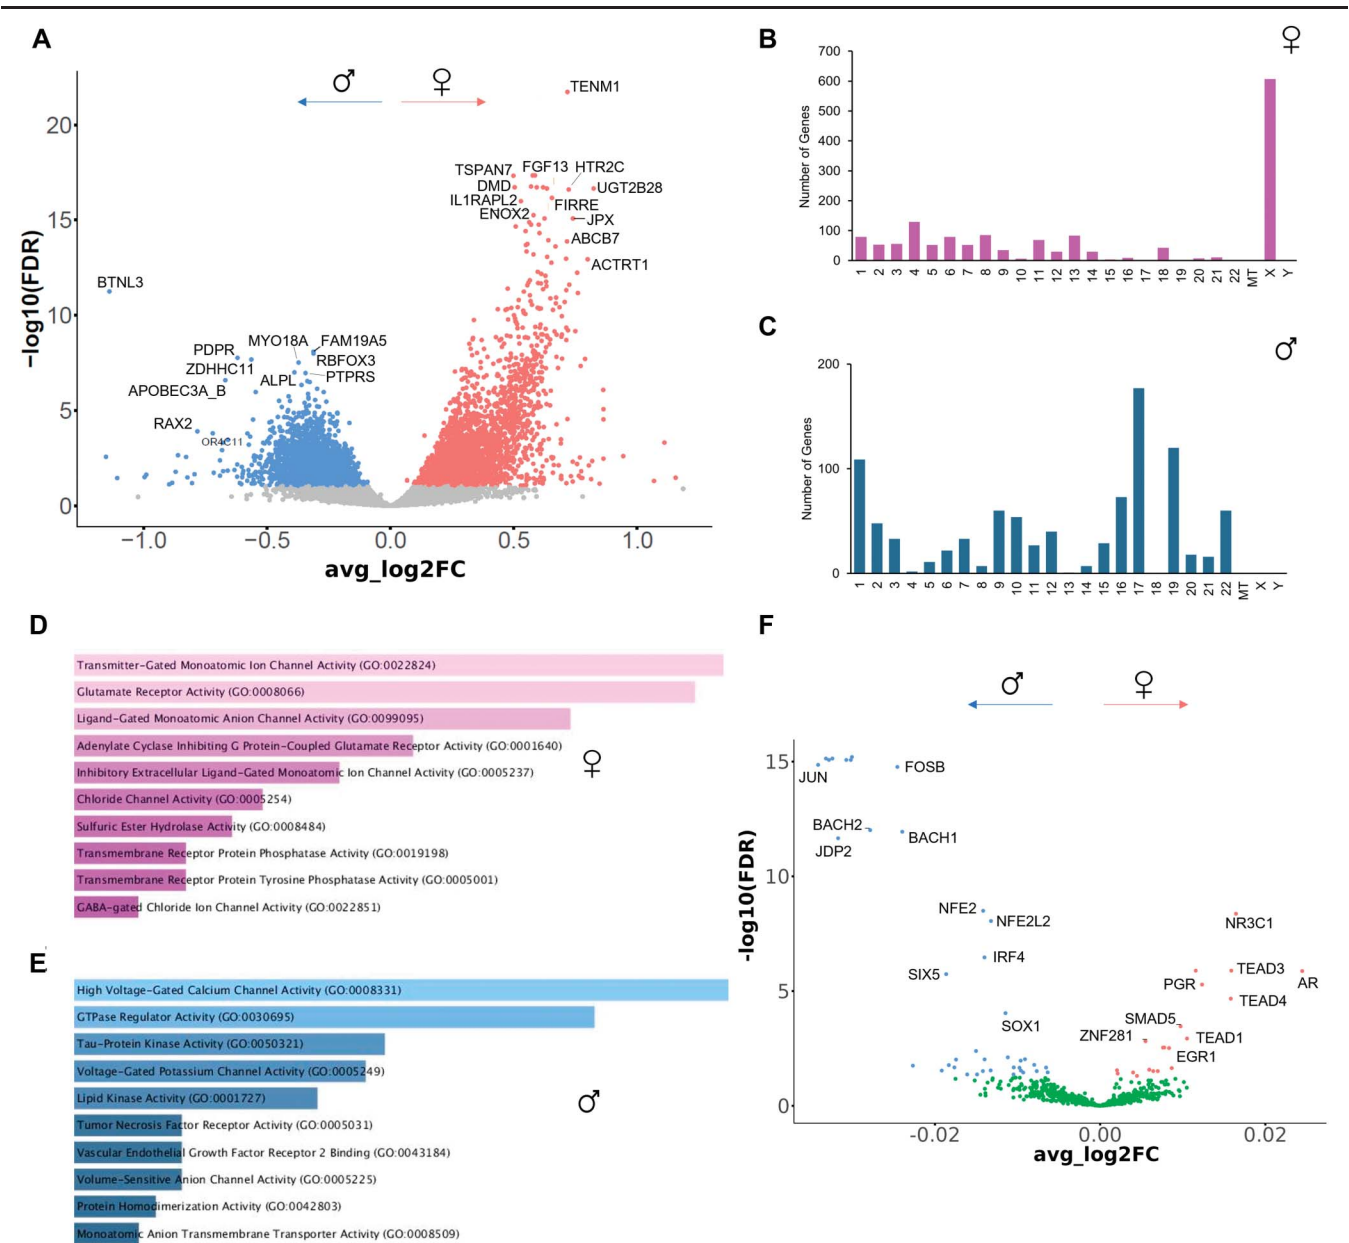 A
♂ ♀
TENM1
TSPAN7 FGF13 HTR2C
DMD UGT2B28
IL1RAPL2 FIRRE
ENOX2 JPX
ABCB7
ACTRT1
BTNL3
MYO18A FAM19A5
PDPR RBFOX3
ZDHHC11 PTPRS
ALPL
APOBEC3A_B
RAX2
OR4C11
20
15
10
5
0
−log10(FDR)
−1.0 −0.5 0.0 0.5 1.0
avg_log2FC
B
♀
700
600
500
400
300
200
100
0
Number of Genes
1 2 3 4 5 6 7 8 9 10 11 12 13 14 15 16 17 18 19 20 21 22 MT X Y
C
♂
200
100
0
Number of Genes
1 2 3 4 5 6 7 8 9 10 11 12 13 14 15 16 17 18 19 20 21 22 MT X Y
D
Transmitter-Gated Monoatomic Ion Channel Activity (GO:0022824)
Glutamate Receptor Activity (GO:0008066)
Ligand-Gated Monoatomic Anion Channel Activity (GO:0099095)
Adenylate Cyclase Inhibiting G Protein-Coupled Glutamate Receptor Activity (GO:0001640)
Inhibitory Extracellular Ligand-Gated Monoatomic Ion Channel Activity (GO:0005237)
Chloride Channel Activity (GO:0005254)
Sulfuric Ester Hydrolase Activity (GO:0008484)
Transmembrane Receptor Protein Phosphatase Activity (GO:0019198)
Transmembrane Receptor Protein Tyrosine Phosphatase Activity (GO:0005001)
GABA-gated Chloride Ion Channel Activity (GO:0022851)
♀
E
High Voltage-Gated Calcium Channel Activity (GO:0008331)
GTPase Regulator Activity (GO:0030695)
Tau-Protein Kinase Activity (GO:0050321)
Voltage-Gated Potassium Channel Activity (GO:0005249)
Lipid Kinase Activity (GO:0001727)
Tumor Necrosis Factor Receptor Activity (GO:0005031)
Vascular Endothelial Growth Factor Receptor 2 Binding (GO:0043184)
Volume-Sensitive Anion Channel Activity (GO:0005225)
Protein Homodimerization Activity (GO:0042803)
Monoatomic Anion Transmembrane Transporter Activity (GO:0008509)
♂
F
♂ ♀
JUN FOSB
BACH2 BACH1
JDP2
NFE2 NFE2L2
NR3C1
IRF4
SIX5 TEAD3
PGR AR
TEAD4
SOX1 SMAD5
ZNF281 TEAD1
EGR1
15
10
5
0
-log10(FDR)
-0.02 0.00 0.02
avg_log2FC